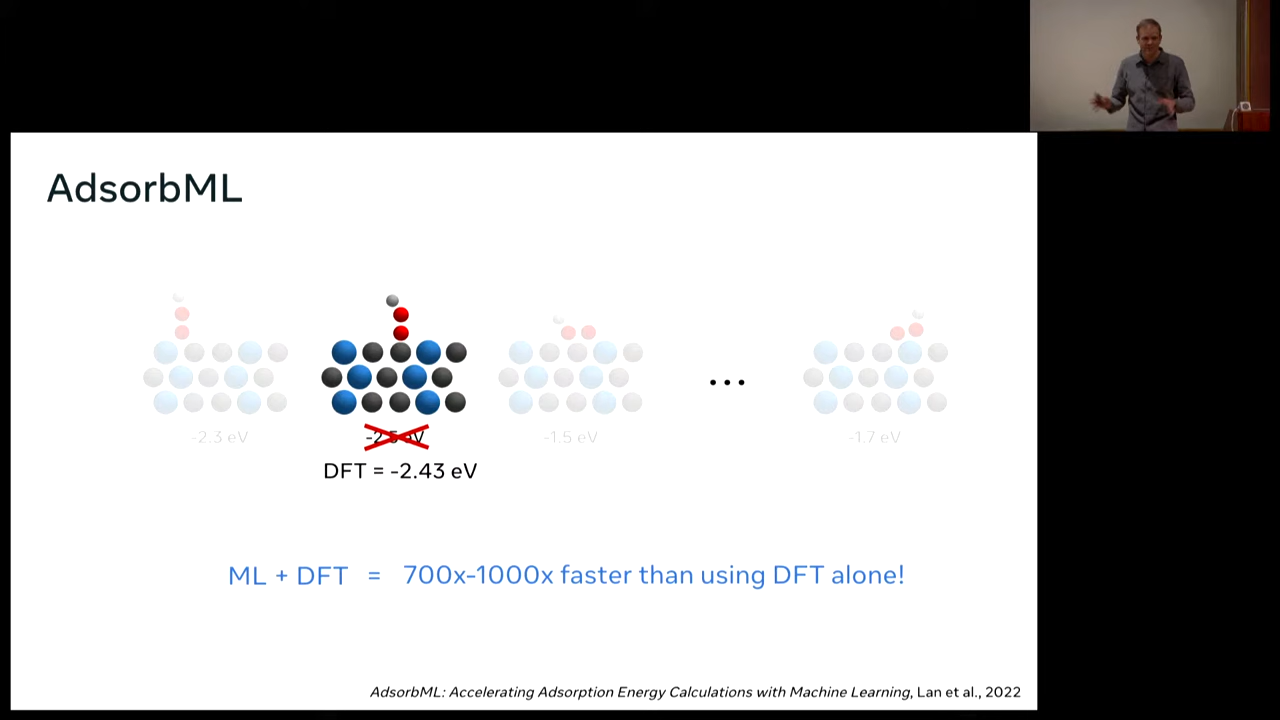 AdsorbML
-2.3 eV
-2.5 eV
-1.5 eV
...
-1.7 eV
DFT = -2.43 eV
ML + DFT = 700x-1000x faster than using DFT alone!
AdsorbML: Accelerating Adsorption Energy Calculations with Machine Learning, Lan et al., 2022